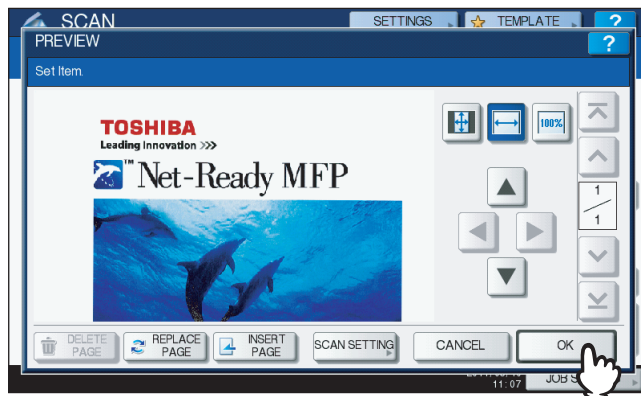 SCAN
SETTINGS
TEMPLATE
?
PREVIEW
?
Set Item.
TOSHIBA
Leading Innovation >>>
™ Net-Ready MFP
100%
1
1
DELETE PAGE
REPLACE PAGE
INSERT PAGE
SCAN SETTING
CANCEL
OK
11:07
JOB S